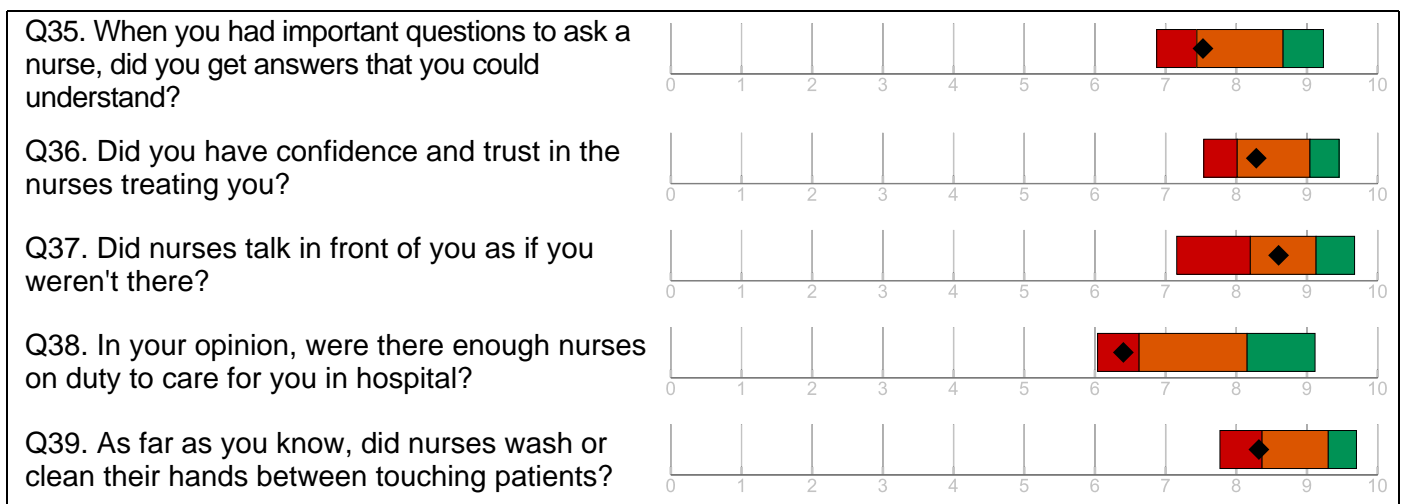 Q35. When you had important questions to ask a
nurse, did you get answers that you could
understand?
0 1 2 3 4 5 6 7 8 9 10
Q36. Did you have confidence and trust in the
nurses treating you?
0 1 2 3 4 5 6 7 8 9 10
Q37. Did nurses talk in front of you as if you
weren't there?
0 1 2 3 4 5 6 7 8 9 10
Q38. In your opinion, were there enough nurses
on duty to care for you in hospital?
0 1 2 3 4 5 6 7 8 9 10
Q39. As far as you know, did nurses wash or
clean their hands between touching patients?
0 1 2 3 4 5 6 7 8 9 10